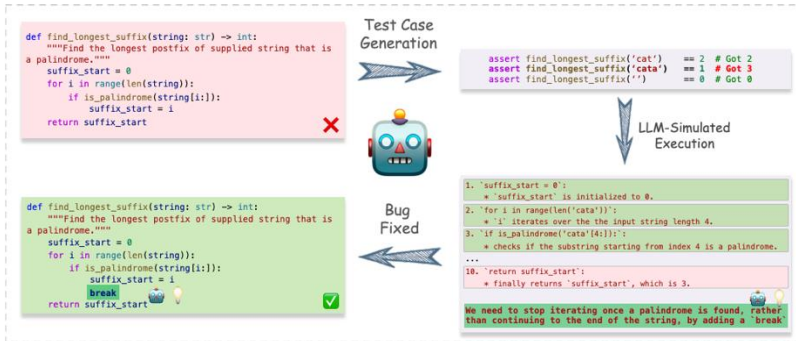 def find_longest_suffix(string: str) -> int:
"""Find the longest postfix of supplied string that is
a palindrome."""
suffix_start = 0
for i in range(len(string)):
if is_palindrome(string[i:]):
suffix_start = i
return suffix_start
Test Case
Generation
assert find_longest_suffix('cat') == 2 # Got 2
assert find_longest_suffix('cata') == 1 # Got 3
assert find_longest_suffix('') == 0 # Got 0
LLM-Simulated
Execution
1. `suffix_start = 0`:
* `suffix_start` is initialized to 0.
2. `for i in range(len('cata'))`:
* `i` iterates over the the input string length 4.
3. `if is_palindrome('cata'[4:]):`:
* checks if the substring starting from index 4 is a palindrome.
...
10. `return suffix_start`:
* finally returns `suffix_start`, which is 3.
We need to stop iterating once a palindrome is found, rather
than continuing to the end of the string, by adding a `break`
Bug
Fixed
def find_longest_suffix(string: str) -> int:
"""Find the longest postfix of supplied string that is
a palindrome."""
suffix_start = 0
for i in range(len(string)):
if is_palindrome(string[i:]):
suffix_start = i
break
return suffix_start